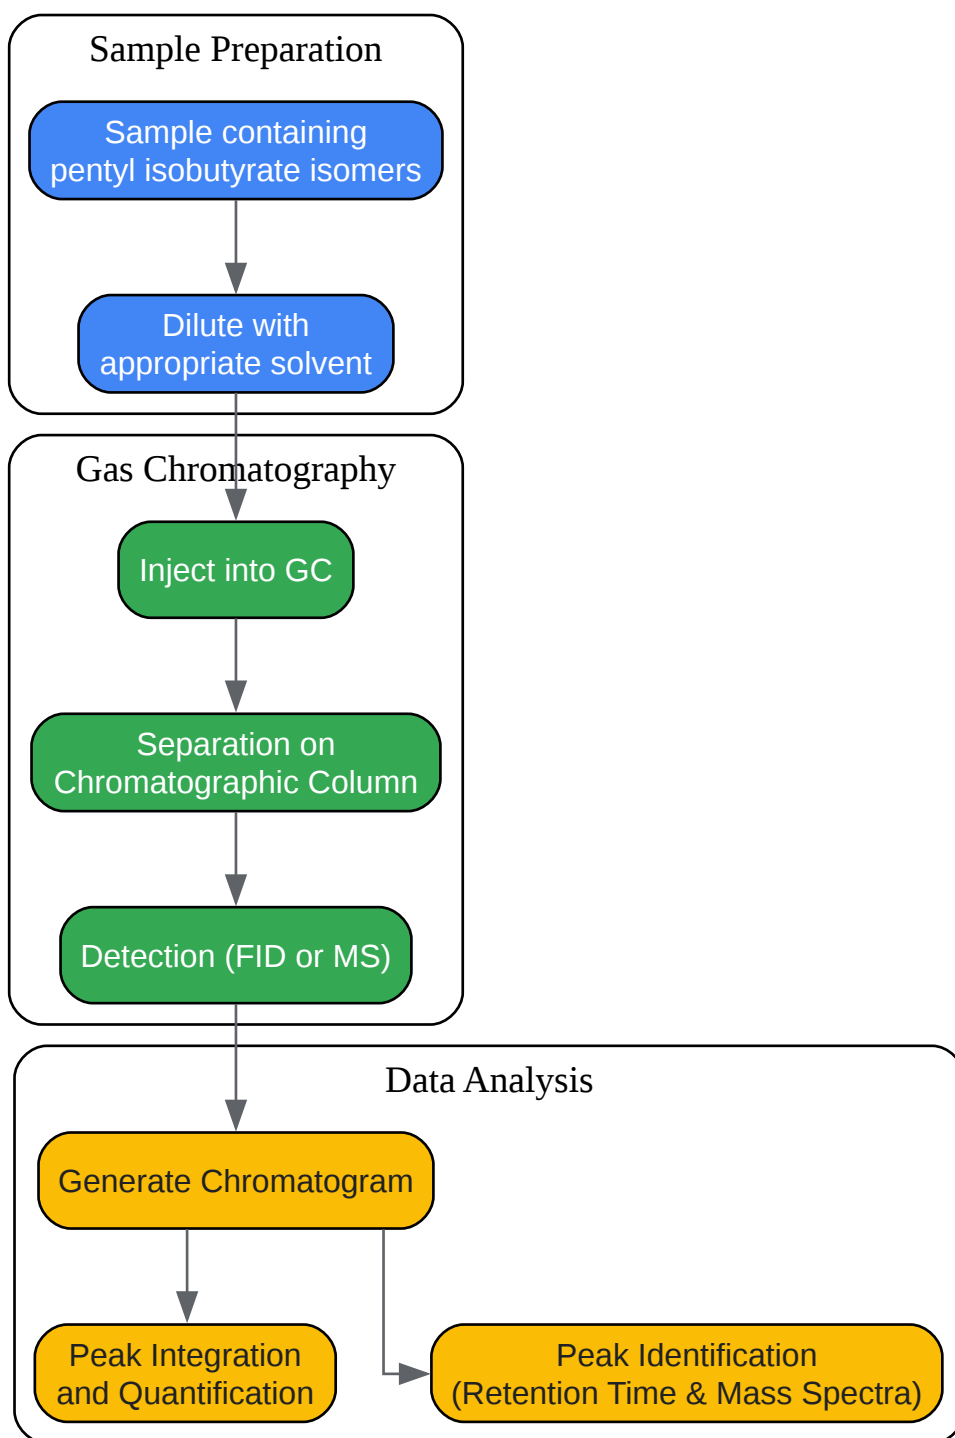 Sample Preparation
Sample containing
pentyl isobutyrate isomers
Dilute with
appropriate solvent
Gas Chromatography
Inject into GC
Separation on
Chromatographic Column
Detection (FID or MS)
Data Analysis
Generate Chromatogram
Peak Integration
and Quantification
Peak Identification
(Retention Time & Mass Spectra)